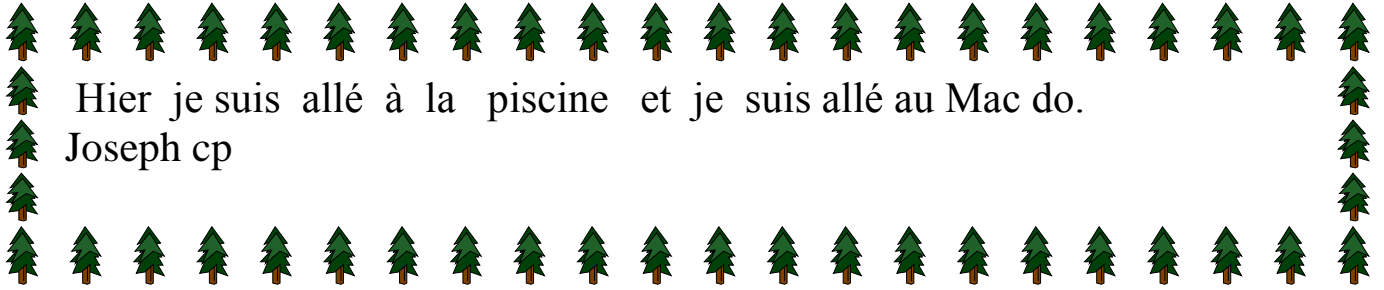 Hier je suis allé à la piscine et je suis allé au Mac do.
Joseph cp